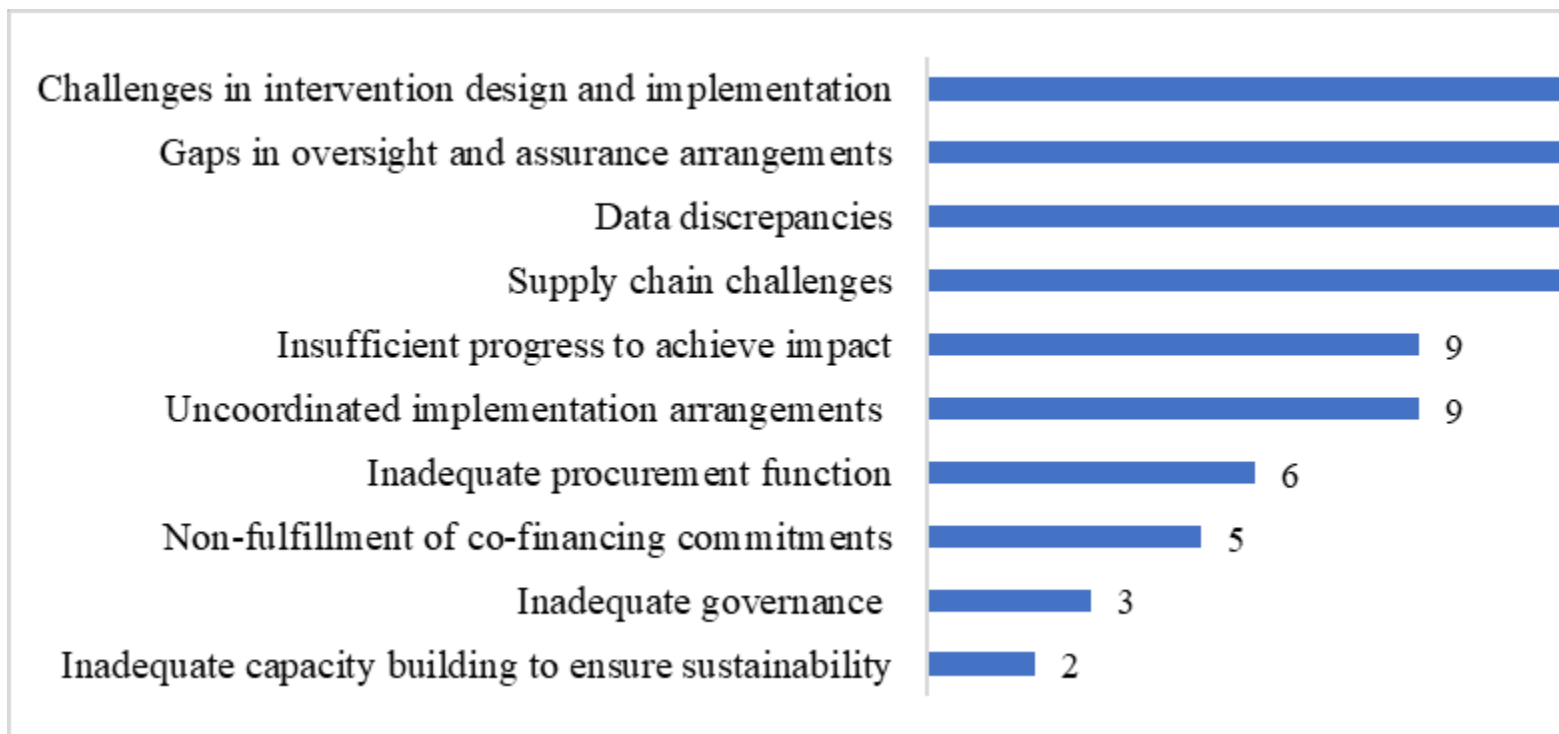 Challenges in intervention design and implementation
Gaps in oversight and assurance arrangements
Data discrepancies
Supply chain challenges
Insufficient progress to achieve impact 9
Uncoordinated implementation arrangements 9
Inadequate procurement function 6
Non-fulfillment of co-financing commitments 5
Inadequate governance 3
Inadequate capacity building to ensure sustainability 2